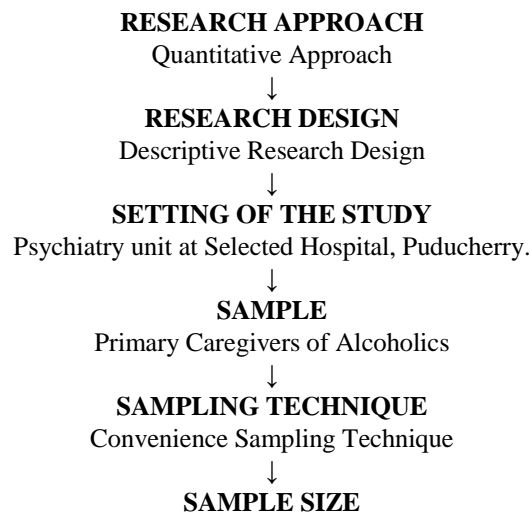 RESEARCH APPROACH
Quantitative Approach
↓
RESEARCH DESIGN
Descriptive Research Design
↓
SETTING OF THE STUDY
Psychiatry unit at Selected Hospital, Puducherry.
↓
SAMPLE
Primary Caregivers of Alcoholics
↓
SAMPLING TECHNIQUE
Convenience Sampling Technique
↓
SAMPLE SIZE